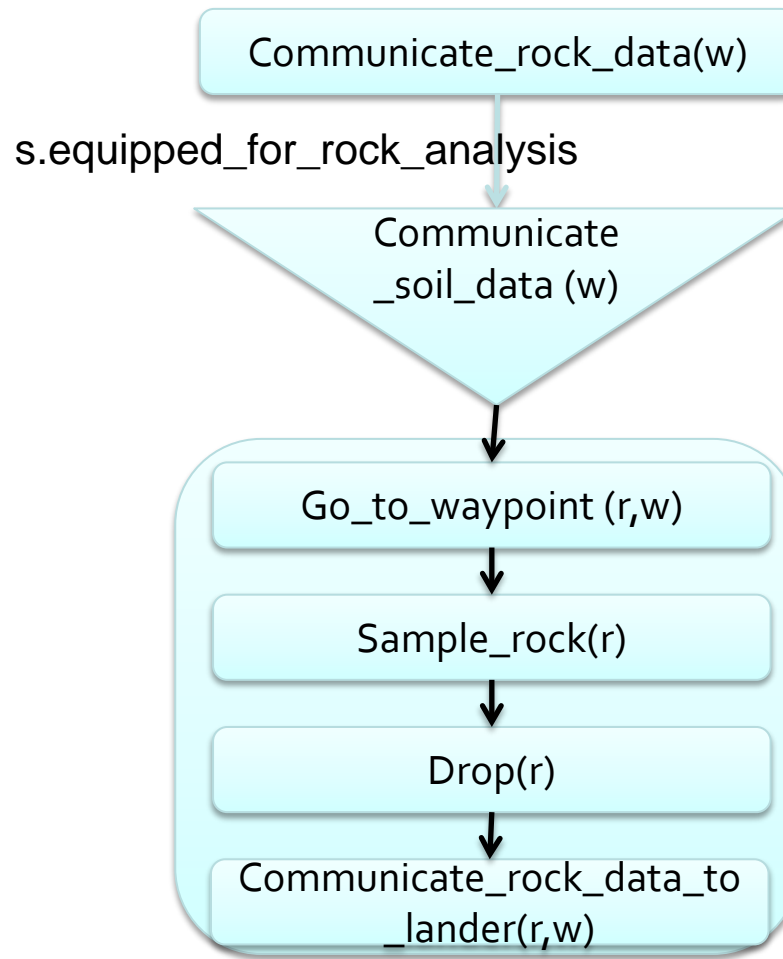 Communicate_rock_data(w)
s.equipped_for_rock_analysis
Communicate
_soil_data (w)
Go_to_waypoint (r,w)
Sample_rock(r)
Drop(r)
Communicate_rock_data_to
_lander(r,w)